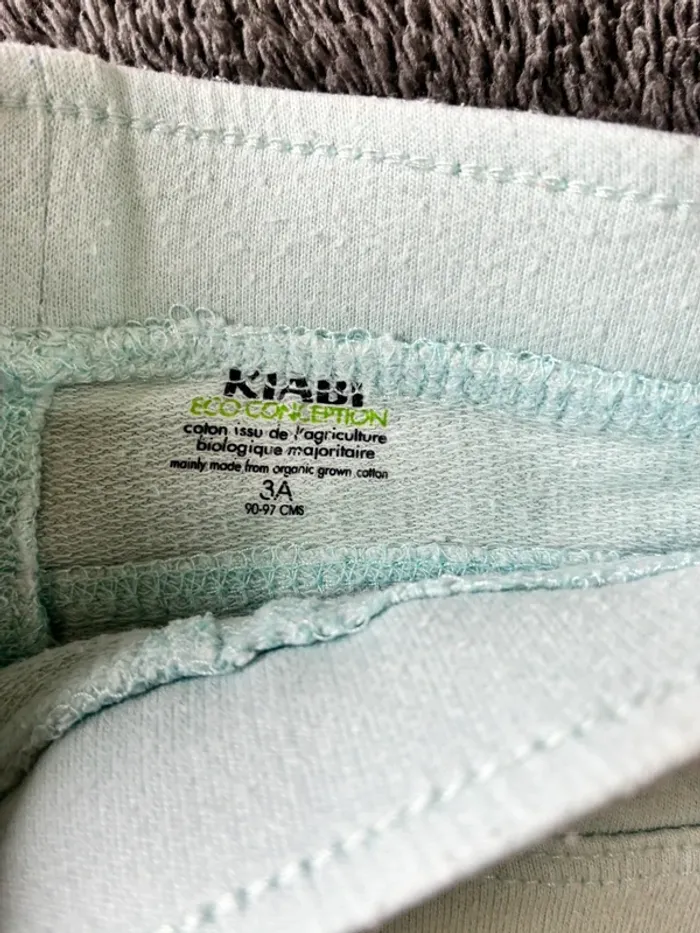 KIABI
ECO CONCEPTION
coton issu de l'agriculture
biologique majoritaire
mainly made from organic grown cotton
3A
90-97 CMS